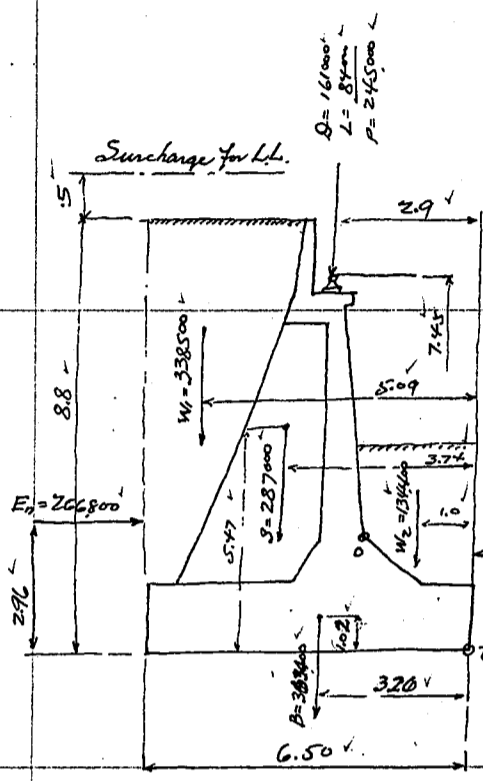 D = 161000
L = 84000
P = 245000
Surcharge for L.L.
.5
2.9
7.45
8.8
W₁ = 338500
5.09
3.74
S = 287000
W₂ = 134400
1.0
5.47
En = 266800
O
2.96
1.02
3.20
6.50